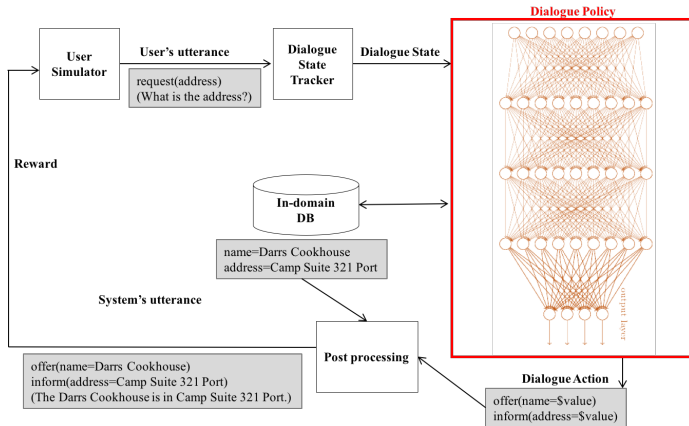 Dialogue Policy
User
Simulator
User's utterance
Dialogue
State
Tracker
Dialogue State
request(address)
(What is the address?)
Reward
In-domain
DB
name=Darrs Cookhouse
address=Camp Suite 321 Port
output layer
System's utterance
Post processing
offer(name=Darrs Cookhouse)
inform(address=Camp Suite 321 Port)
(The Darrs Cookhouse is in Camp Suite 321 Port.)
Dialogue Action
offer(name=$value)
inform(address=$value)